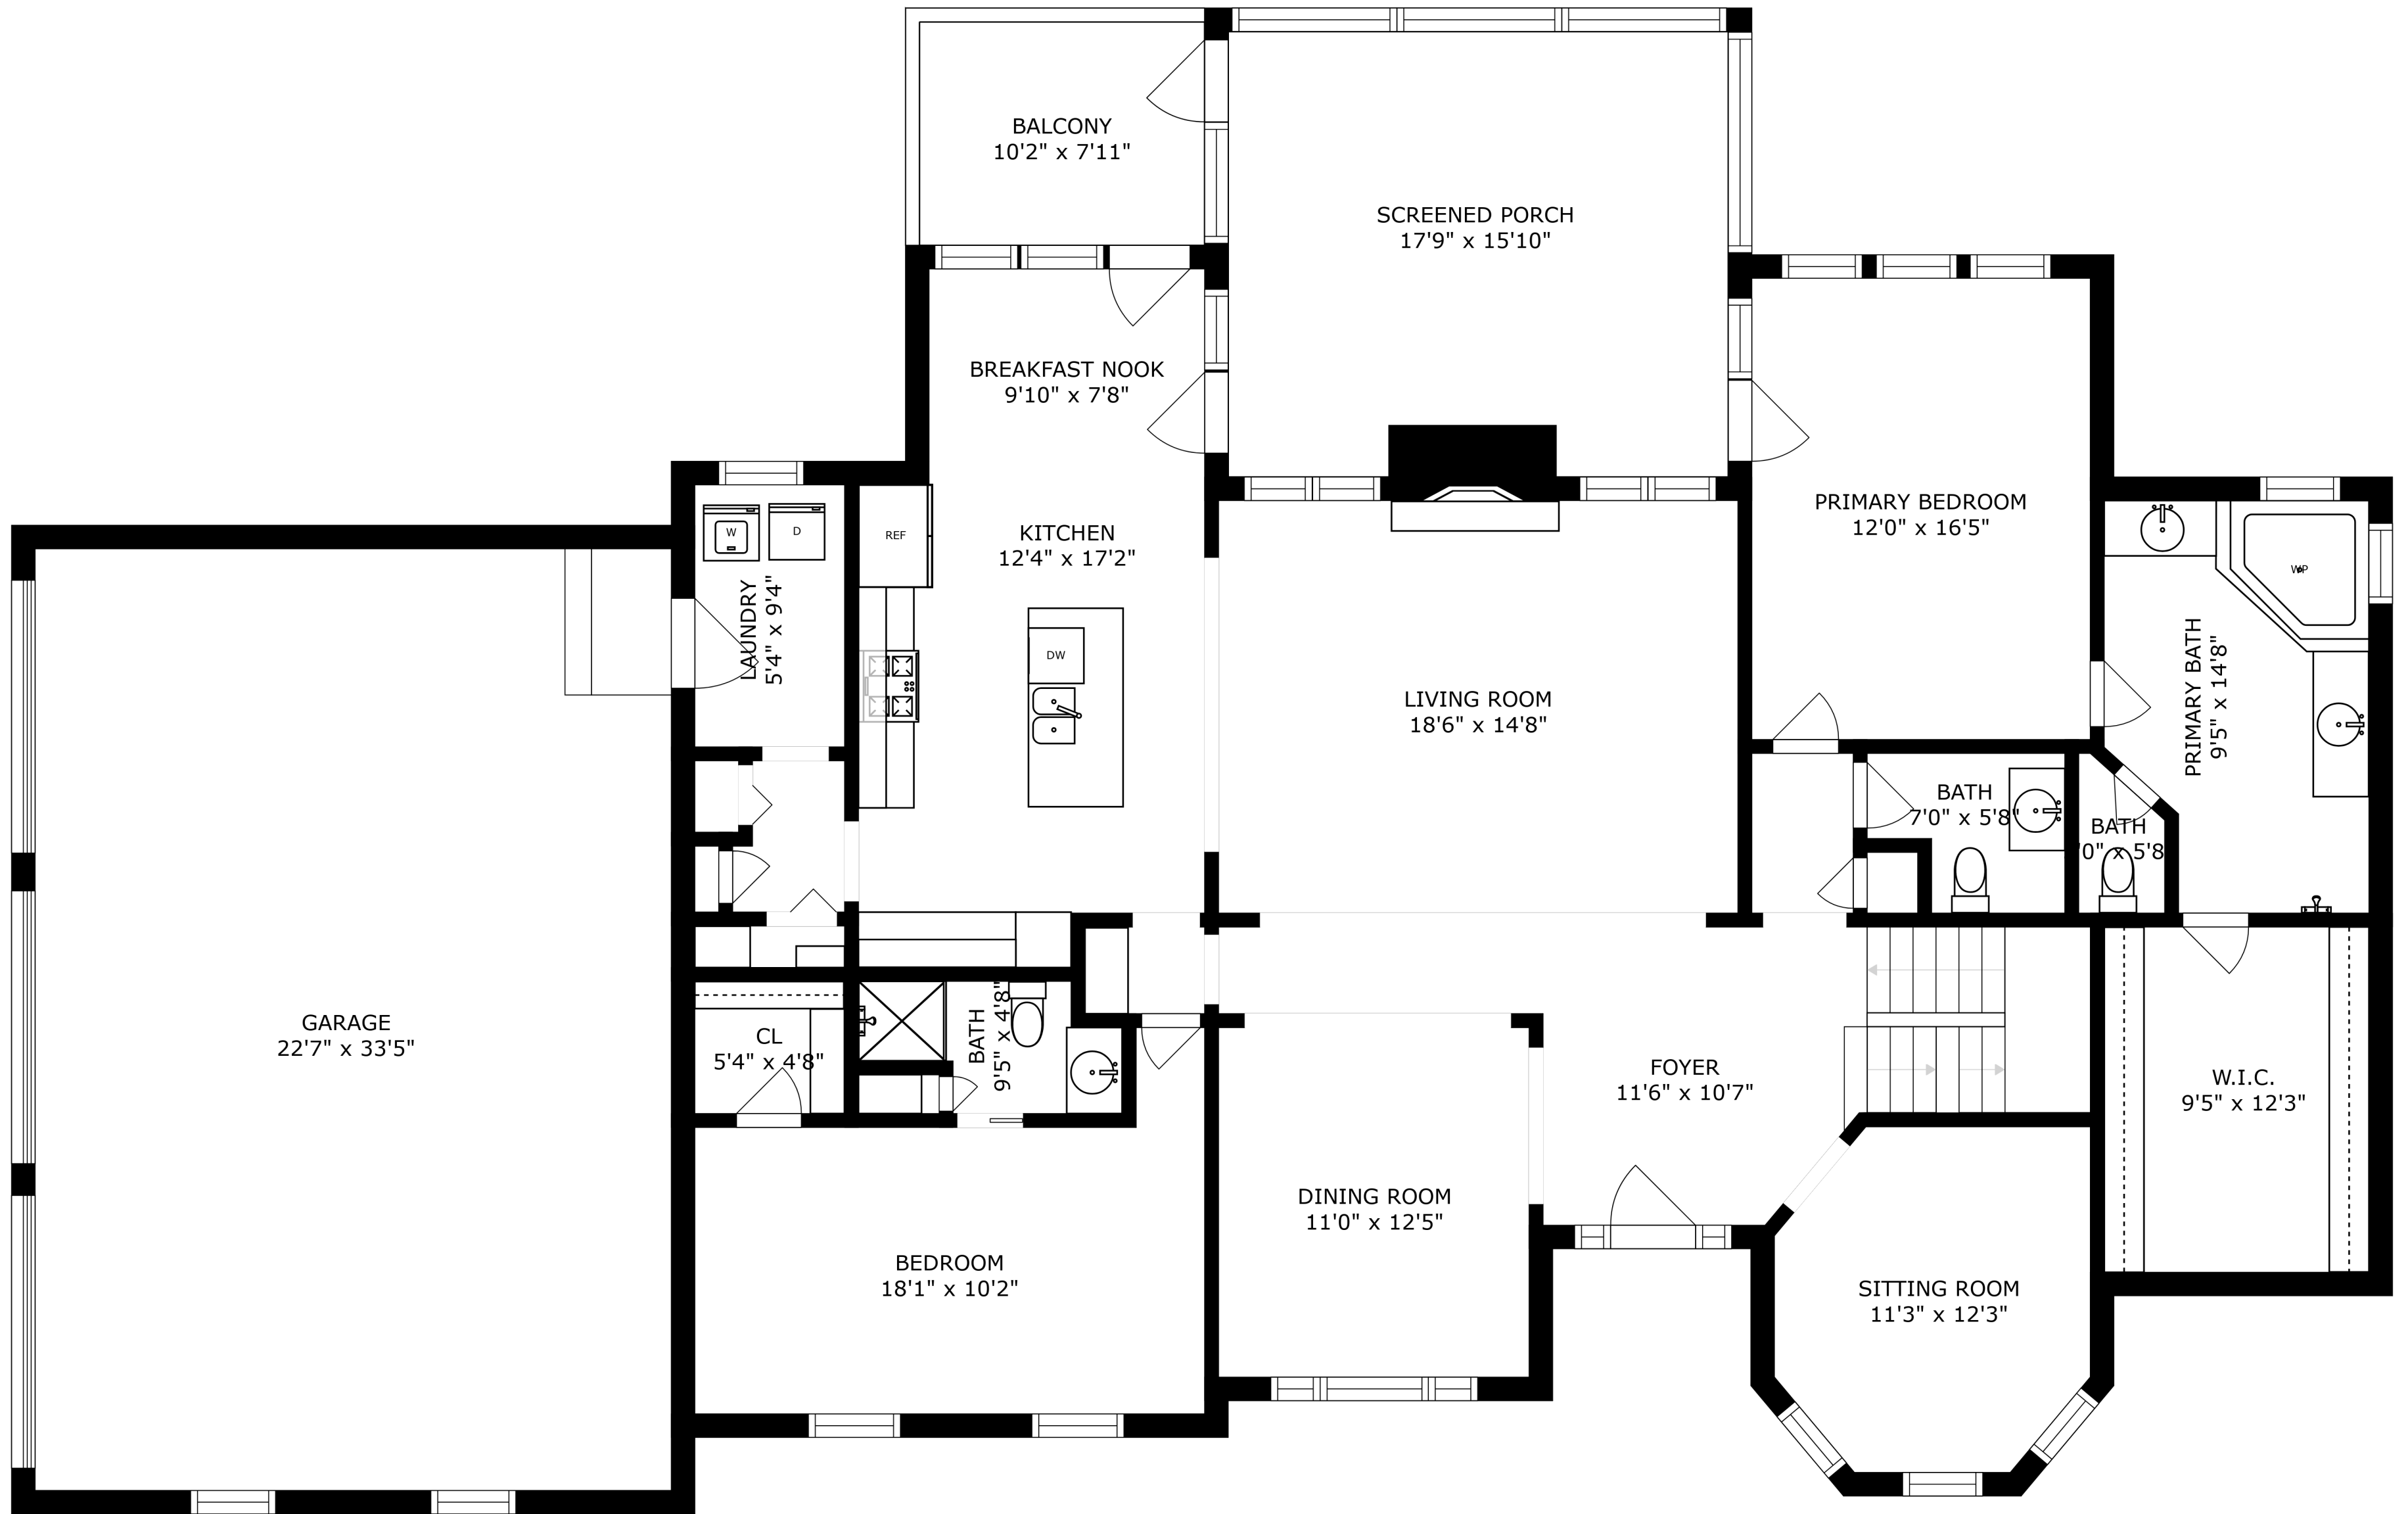 BALCONY
10'2" x 7'11"
SCREENED PORCH
17'9" x 15'10"
BREAKFAST NOOK
9'10" x 7'8"
PRIMARY BEDROOM
12'0" x 16'5"
KITCHEN
12'4" x 17'2"
REF
W
D
LAUNDRY
5'4" x 9'4"
DW
WP
PRIMARY BATH
9'5" x 14'8"
LIVING ROOM
18'6" x 14'8"
BATH
7'0" x 5'8"
BATH
'0" x 5'8
GARAGE
22'7" x 33'5"
CL
5'4" x 4'8"
BATH
9'5" x 4'8"
FOYER
11'6" x 10'7"
W.I.C.
9'5" x 12'3"
DINING ROOM
11'0" x 12'5"
BEDROOM
18'1" x 10'2"
SITTING ROOM
11'3" x 12'3"